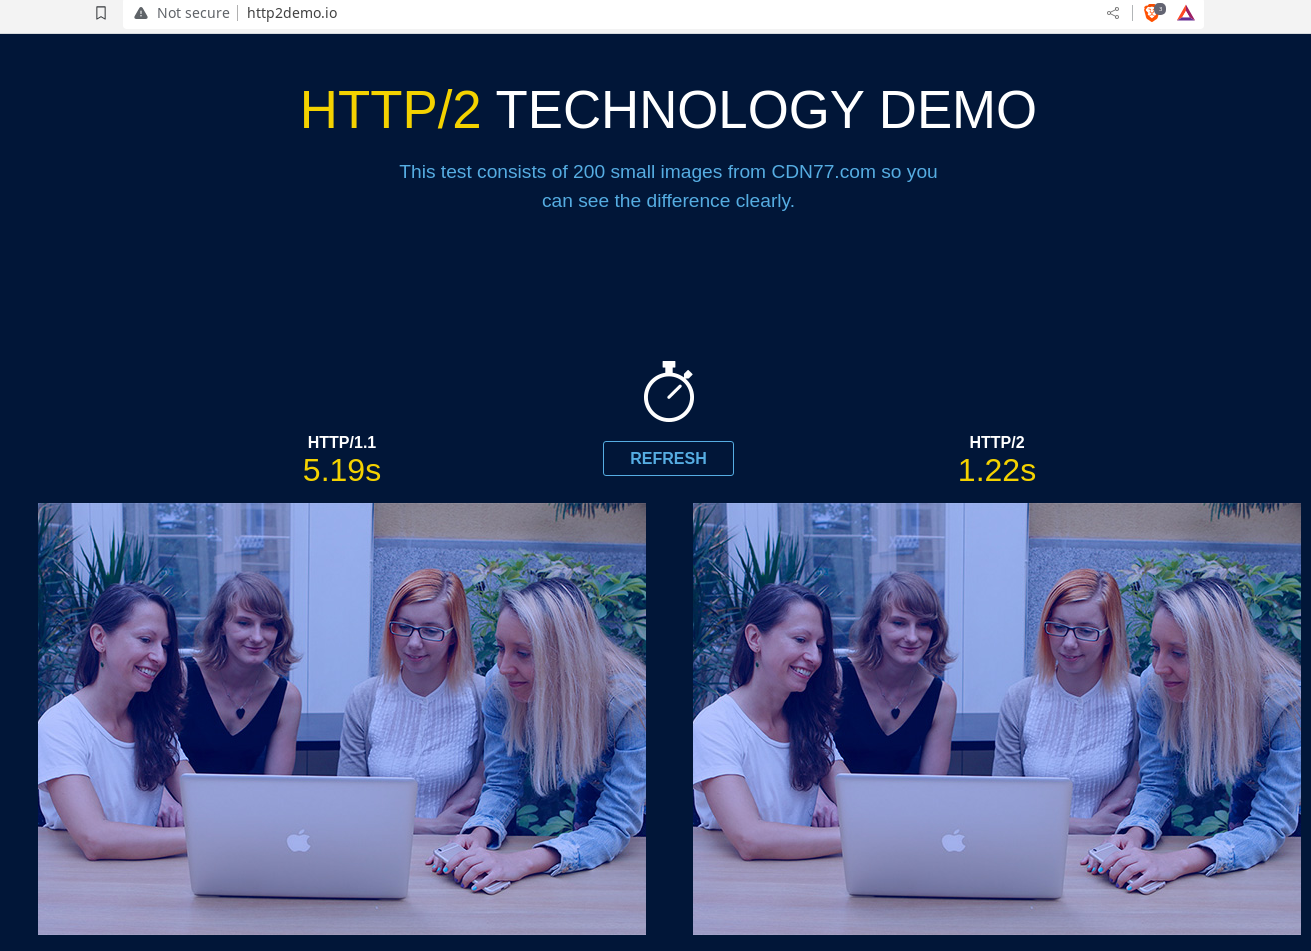 Not secure http2demo.io
3
HTTP/2 TECHNOLOGY DEMO
This test consists of 200 small images from CDN77.com so you
can see the difference clearly.
HTTP/1.1
5.19s
REFRESH
HTTP/2
1.22s